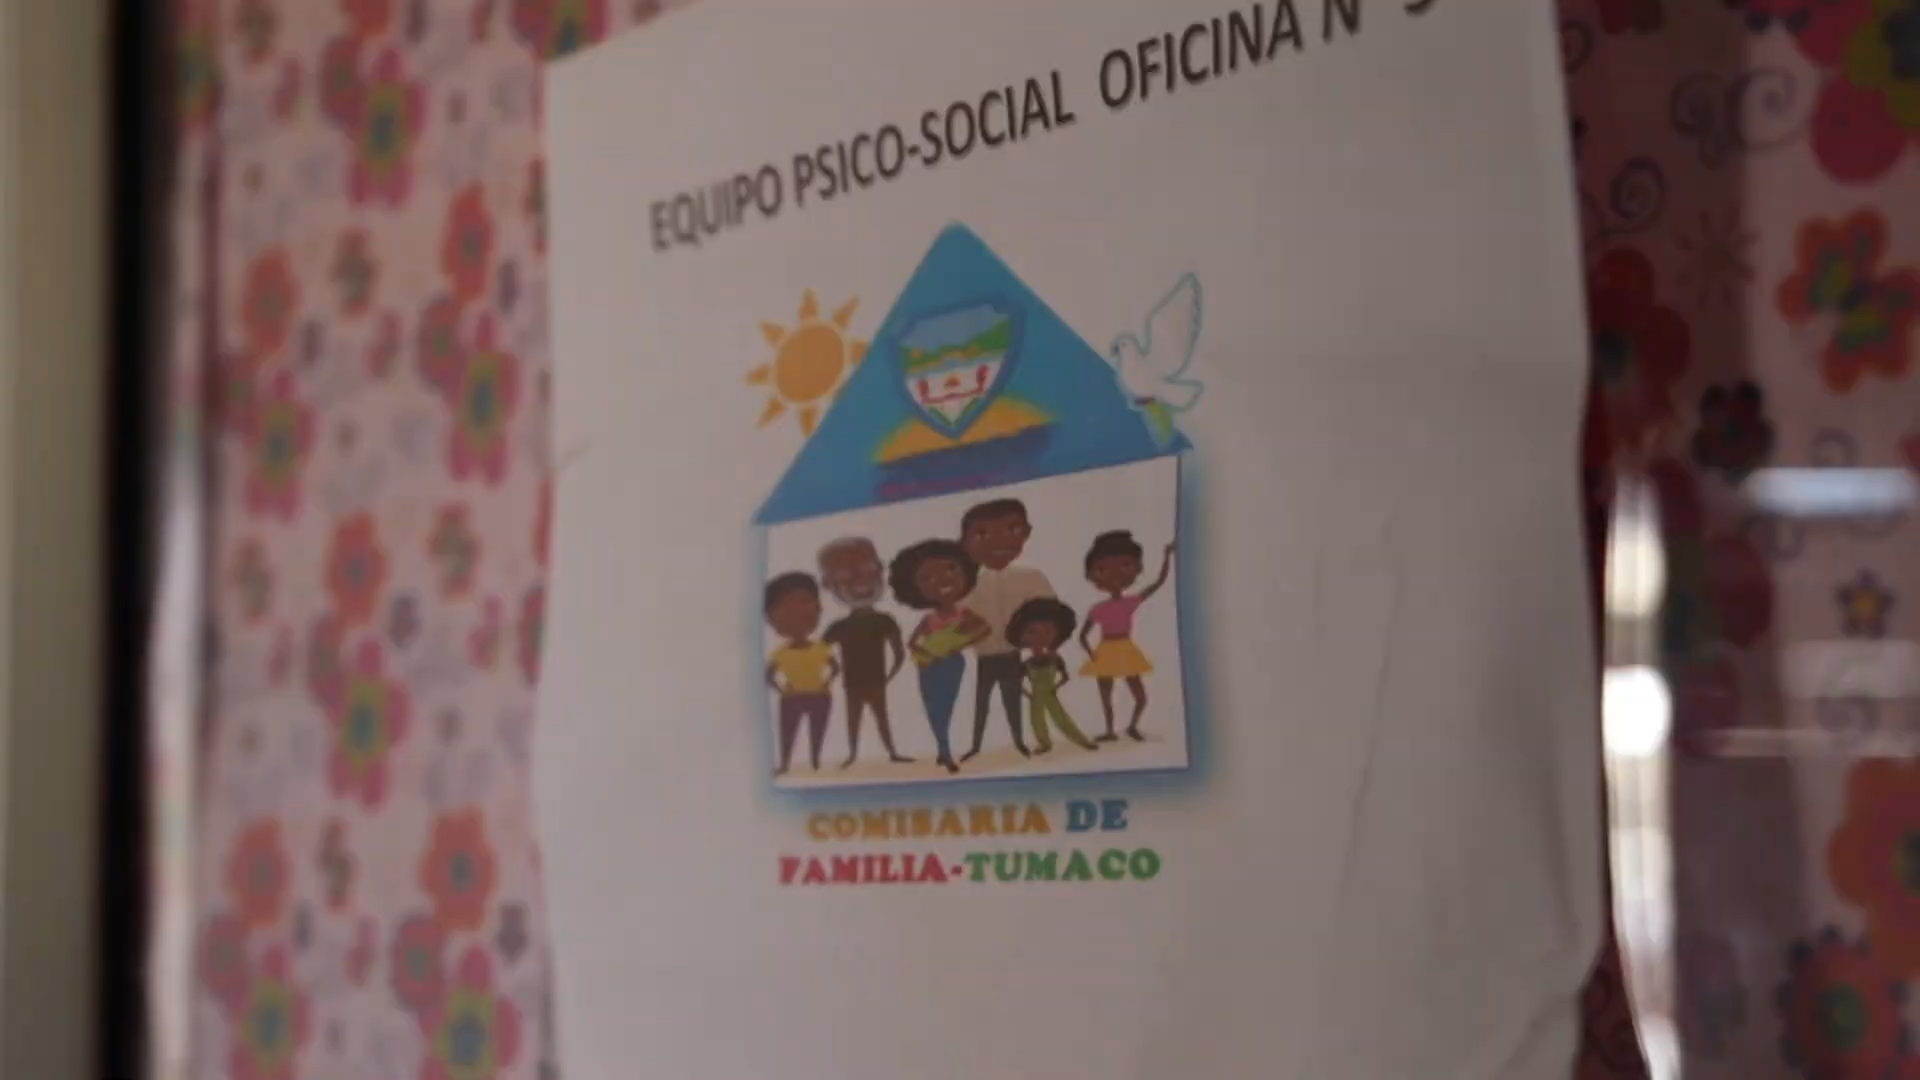 EQUIPO PSICO-SOCIAL OFICINA N°
COMISARIA DE
FAMILIA-TUMACO